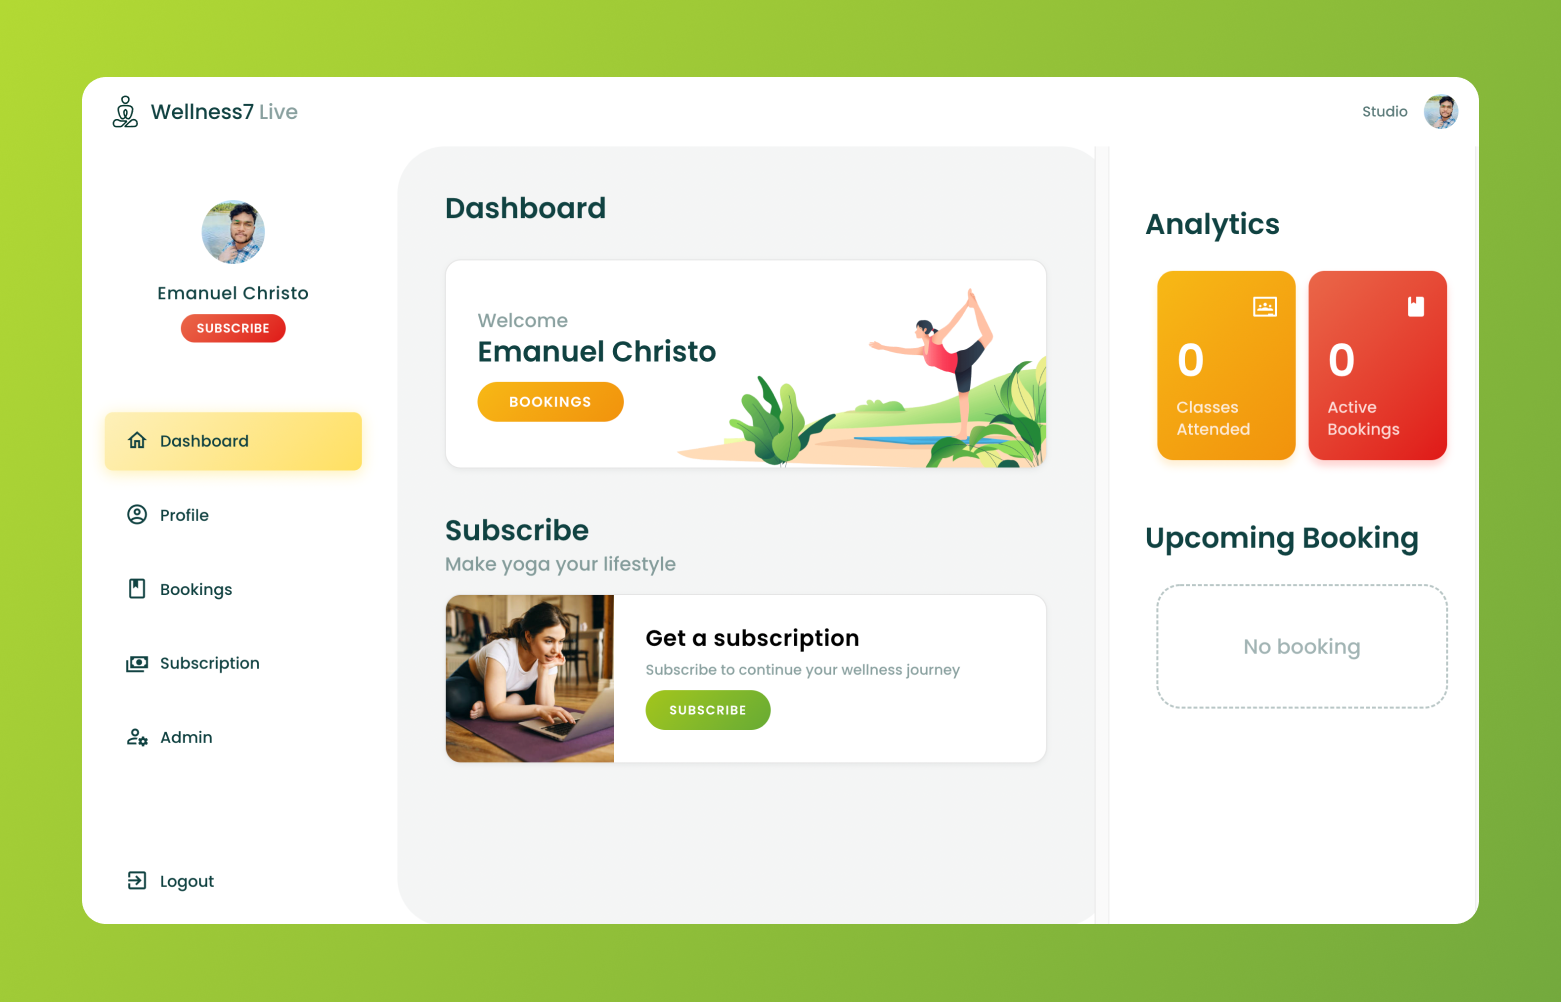 Wellness7 Live
Studio
Emanuel Christo
SUBSCRIBE
Dashboard
Profile
Bookings
Subscription
Admin
Logout
Dashboard
Welcome
Emanuel Christo
BOOKINGS
Subscribe
Make yoga your lifestyle
Get a subscription
Subscribe to continue your wellness journey
SUBSCRIBE
Analytics
0
Classes
Attended
0
Active
Bookings
Upcoming Booking
No booking